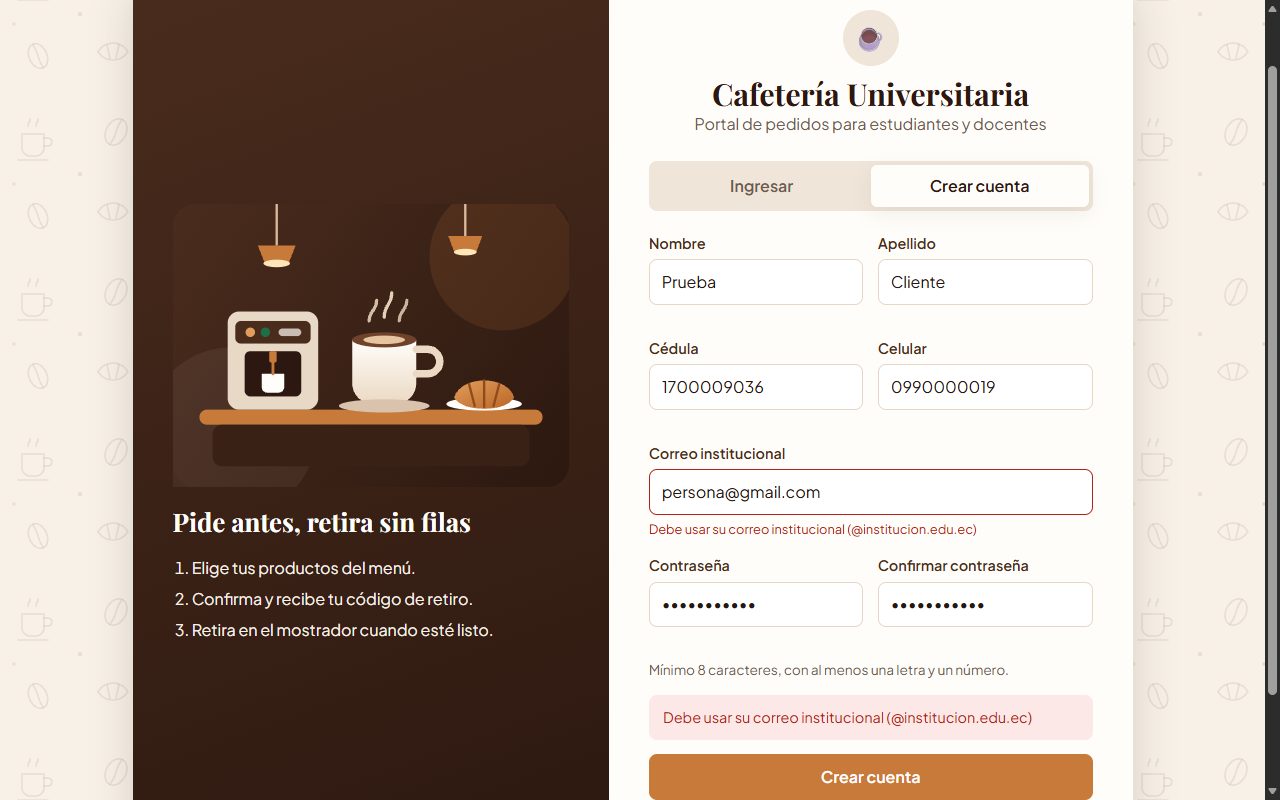 Cafetería Universitaria
Portal de pedidos para estudiantes y docentes
Ingresar
Crear cuenta
Nombre
Apellido
Prueba
Cliente
Cédula
Celular
1700009036
0990000019
Correo institucional
persona@gmail.com
Debe usar su correo institucional (@institucion.edu.ec)
Contraseña
Confirmar contraseña
•••••••••••
•••••••••••
Mínimo 8 caracteres, con al menos una letra y un número.
Debe usar su correo institucional (@institucion.edu.ec)
Crear cuenta
Pide antes, retira sin filas
1. Elige tus productos del menú.
2. Confirma y recibe tu código de retiro.
3. Retira en el mostrador cuando esté listo.